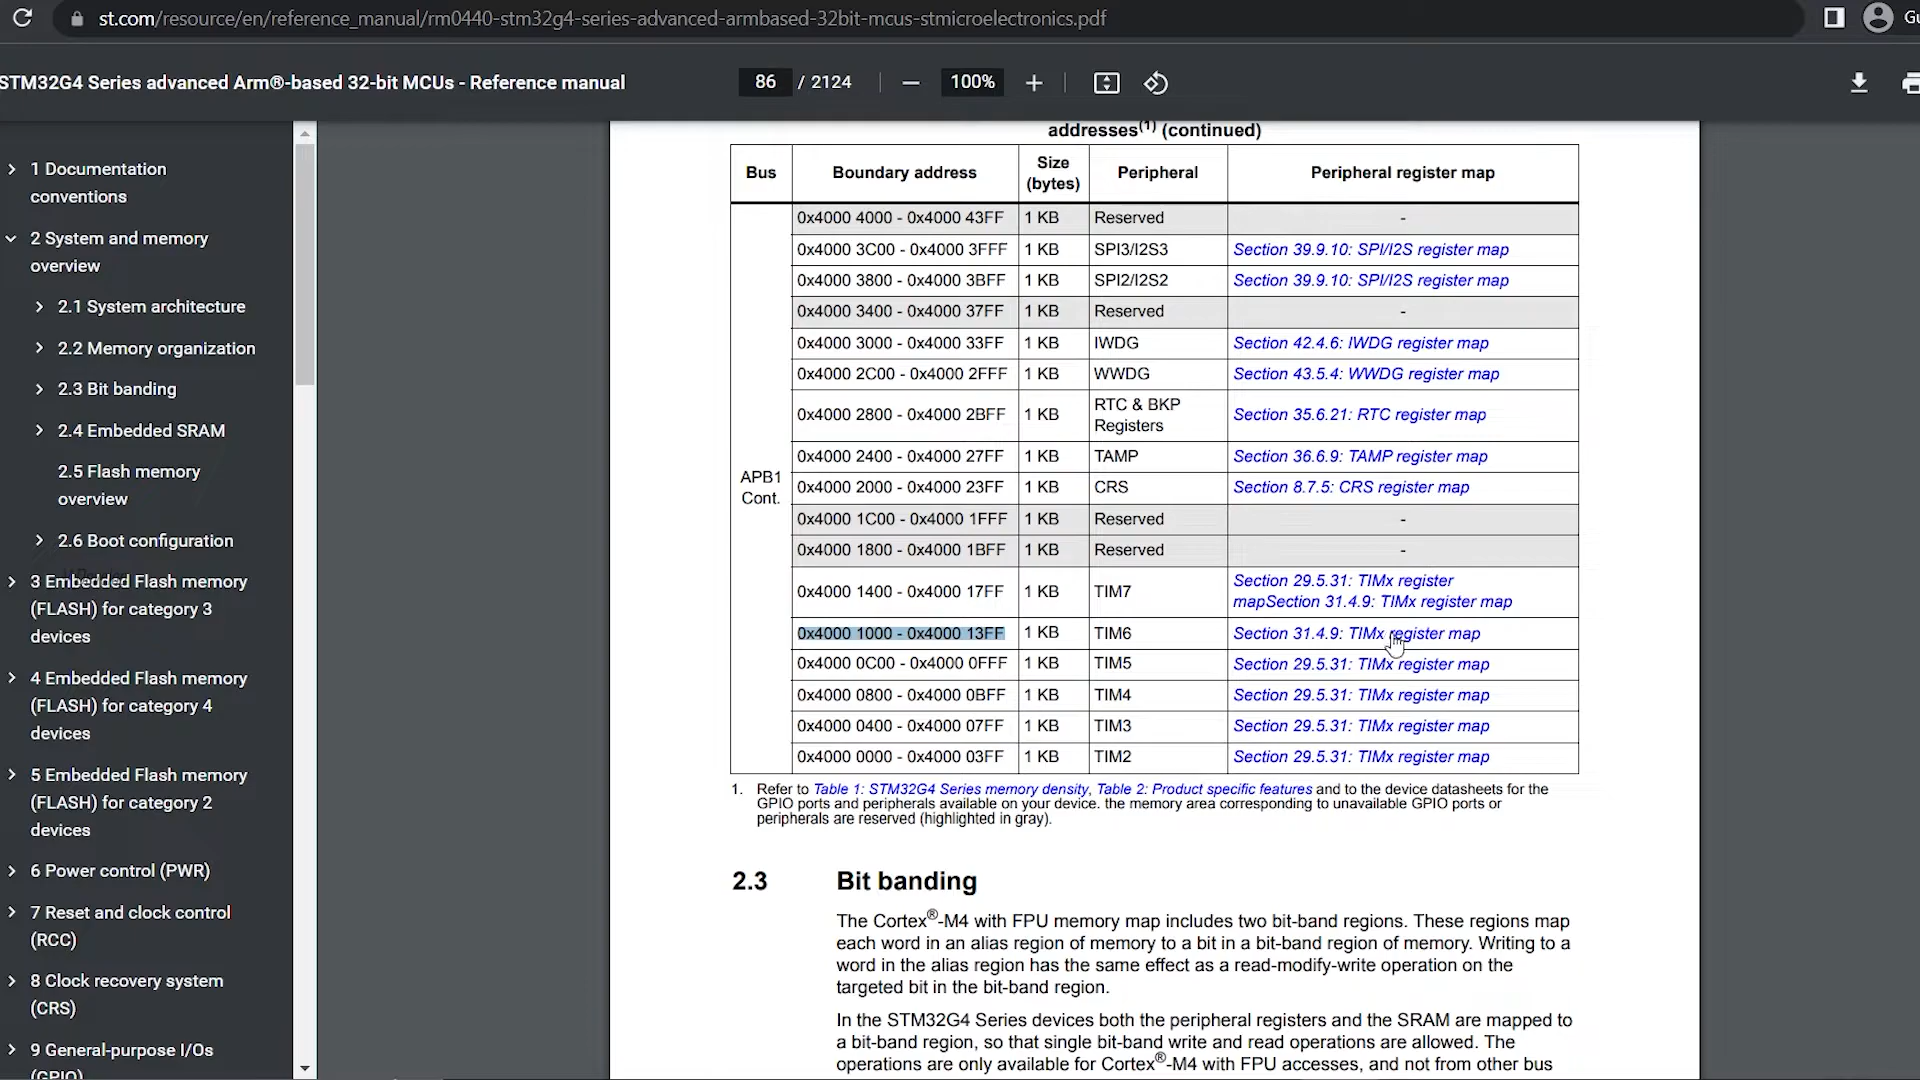 st.com/resource/en/reference_manual/rm0440-stm32g4-series-advanced-armbased-32bit-mcus-stmicroelectronics.pdf
STM32G4 Series advanced Arm®-based 32-bit MCUs - Reference manual
86 / 2124
100%
1 Documentation
conventions
2 System and memory
overview
2.1 System architecture
2.2 Memory organization
2.3 Bit banding
2.4 Embedded SRAM
2.5 Flash memory
overview
2.6 Boot configuration
3 Embedded Flash memory
(FLASH) for category 3
devices
4 Embedded Flash memory
(FLASH) for category 4
devices
5 Embedded Flash memory
(FLASH) for category 2
devices
6 Power control (PWR)
7 Reset and clock control
(RCC)
8 Clock recovery system
(CRS)
9 General-purpose I/Os
(GPIO)
addresses(1) (continued)
Bus Boundary address Size (bytes) Peripheral Peripheral register map
APB1 Cont.
0x4000 4000 - 0x4000 43FF 1 KB Reserved -
0x4000 3C00 - 0x4000 3FFF 1 KB SPI3/I2S3 Section 39.9.10: SPI/I2S register map
0x4000 3800 - 0x4000 3BFF 1 KB SPI2/I2S2 Section 39.9.10: SPI/I2S register map
0x4000 3400 - 0x4000 37FF 1 KB Reserved -
0x4000 3000 - 0x4000 33FF 1 KB IWDG Section 42.4.6: IWDG register map
0x4000 2C00 - 0x4000 2FFF 1 KB WWDG Section 43.5.4: WWDG register map
0x4000 2800 - 0x4000 2BFF 1 KB RTC & BKP Registers Section 35.6.21: RTC register map
0x4000 2400 - 0x4000 27FF 1 KB TAMP Section 36.6.9: TAMP register map
0x4000 2000 - 0x4000 23FF 1 KB CRS Section 8.7.5: CRS register map
0x4000 1C00 - 0x4000 1FFF 1 KB Reserved -
0x4000 1800 - 0x4000 1BFF 1 KB Reserved -
0x4000 1400 - 0x4000 17FF 1 KB TIM7 Section 29.5.31: TIMx register
mapSection 31.4.9: TIMx register map
0x4000 1000 - 0x4000 13FF 1 KB TIM6 Section 31.4.9: TIMx register map
0x4000 0C00 - 0x4000 0FFF 1 KB TIM5 Section 29.5.31: TIMx register map
0x4000 0800 - 0x4000 0BFF 1 KB TIM4 Section 29.5.31: TIMx register map
0x4000 0400 - 0x4000 07FF 1 KB TIM3 Section 29.5.31: TIMx register map
0x4000 0000 - 0x4000 03FF 1 KB TIM2 Section 29.5.31: TIMx register map
1. Refer to Table 1: STM32G4 Series memory density, Table 2: Product specific features and to the device datasheets for the
GPIO ports and peripherals available on your device. the memory area corresponding to unavailable GPIO ports or
peripherals are reserved (highlighted in gray).
2.3 Bit banding
The Cortex®-M4 with FPU memory map includes two bit-band regions. These regions map
each word in an alias region of memory to a bit in a bit-band region of memory. Writing to a
word in the alias region has the same effect as a read-modify-write operation on the
targeted bit in the bit-band region.
In the STM32G4 Series devices both the peripheral registers and the SRAM are mapped to
a bit-band region, so that single bit-band write and read operations are allowed. The
operations are only available for Cortex®-M4 with FPU accesses, and not from other bus